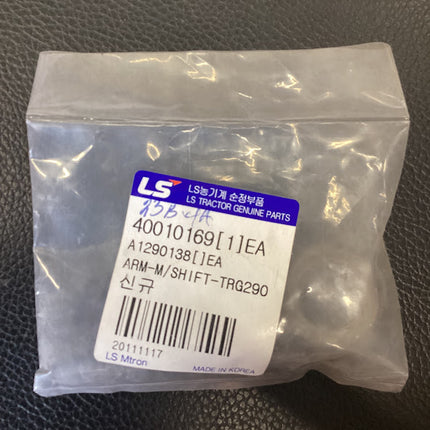 LS
LS농기계 순정부품
LS TRACTOR GENUINE PARTS
40010169[1]EA
A1290138[]EA
ARM-M/SHIFT-TRG290
신규
20111117
LS Mtron
MADE IN KOREA